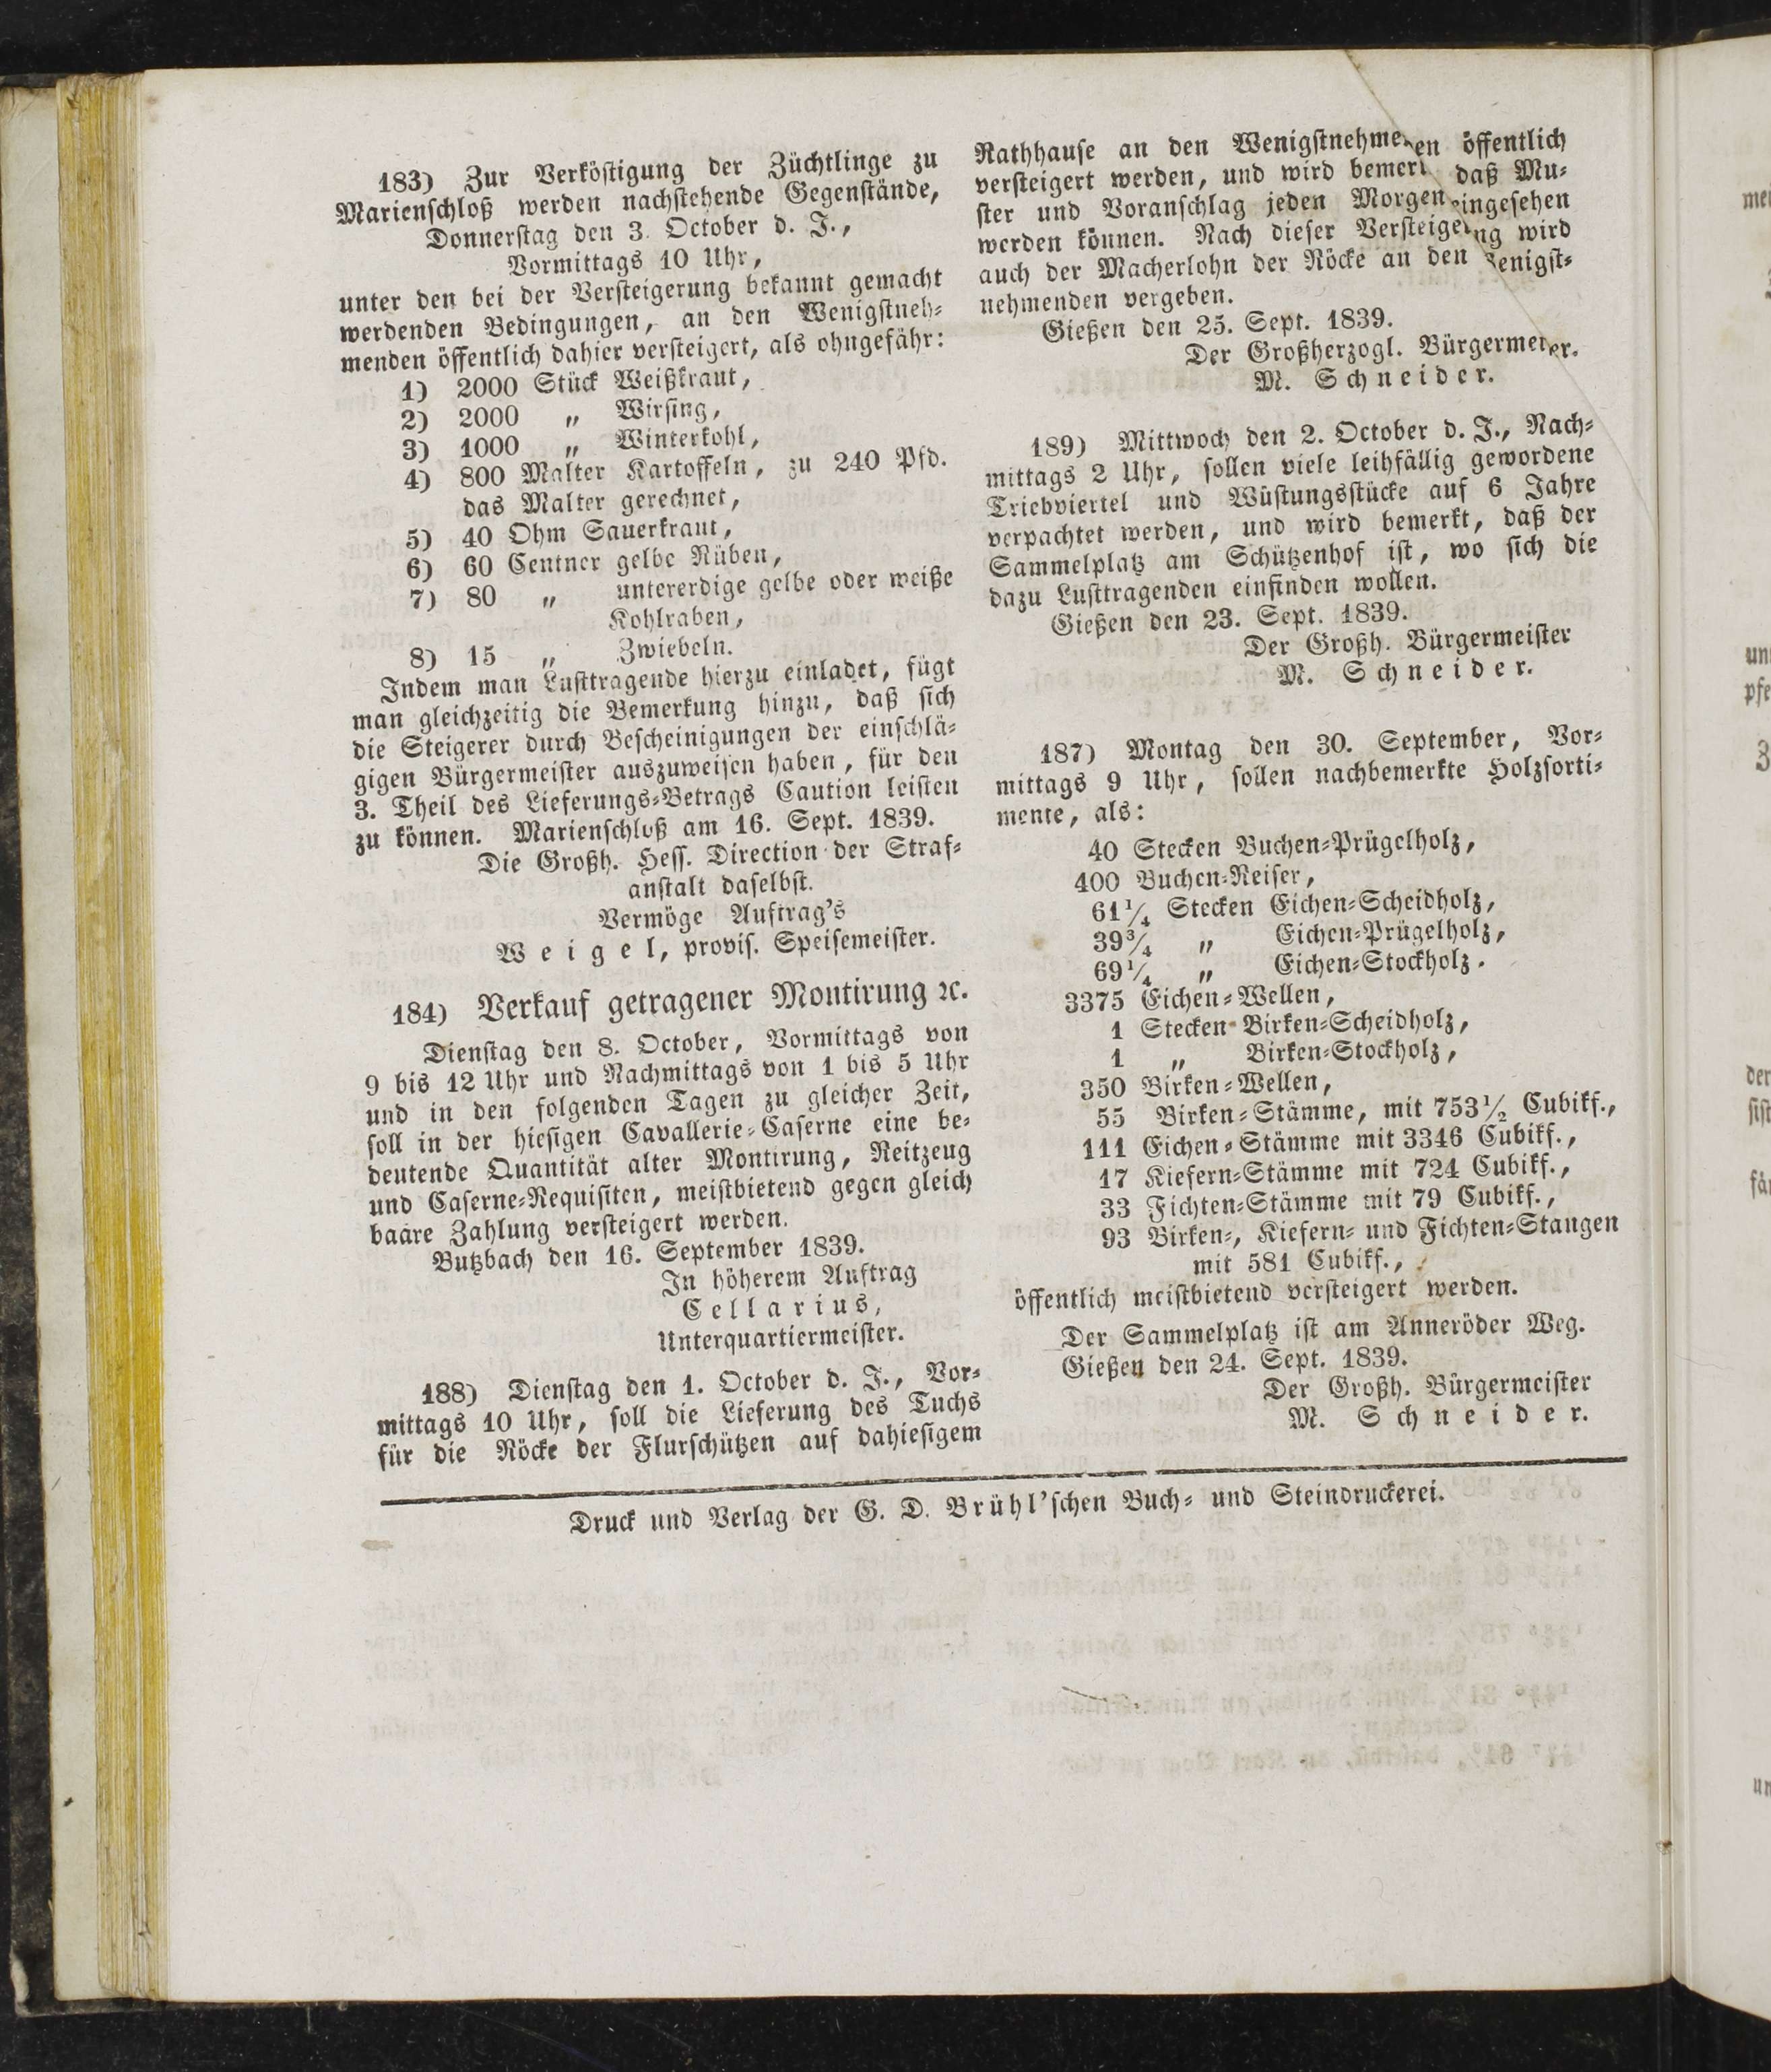 183) Zur Verköstigung der Züchtlinge zu
Marienschloß werden nachstehende Gegenstände,
Donnerstag den 3. October d. J.,
Vormittags 10 Uhr,
unter den bei der Versteigerung bekannt gemacht
werdenden Bedingungen, an den Wenigstneh-
menden öffentlich dahier versteigert, als ohngefähr:
1) 2000 Stück Weißkraut,
2) 2000 „ Wirsing,
3) 1000 „ Winterkohl,
4) 800 Malter Kartoffeln, zu 240 Pfd.
das Malter gerechnet,
5) 40 Ohm Sauerkraut,
6) 60 Centner gelbe Rüben,
7) 80 „ untererdige gelbe oder weiße
Kohlraben,
8) 15 „ Zwiebeln.
Indem man Lusttragende hierzu einladet, fügt
man gleichzeitig die Bemerkung hinzu, daß sich
die Steigerer durch Bescheinigungen der einschlä-
gigen Bürgermeister auszuweisen haben, für den
3. Theil des Lieferungs-Betrags Caution leisten
zu können. Marienschloß am 16. Sept. 1839.
Die Großh. Hess. Direction der Straf-
anstalt daselbst.
Vermöge Auftrag's
Weigel, provis. Speisemeister.
184) Verkauf getragener Montirung ꝛc.
Dienstag den 8. October, Vormittags von
9 bis 12 Uhr und Nachmittags von 1 bis 5 Uhr
und in den folgenden Tagen zu gleicher Zeit,
soll in der hiesigen Cavallerie-Caserne eine be-
deutende Quantität alter Montirung, Reitzeug
und Caserne-Requisiten, meistbietend gegen gleich
baare Zahlung versteigert werden.
Butzbach den 16. September 1839.
In höherem Auftrag
Cellarius,
Unterquartiermeister.
188) Dienstag den 1. October d. J., Vor-
mittags 10 Uhr, soll die Lieferung des Tuchs
für die Röcke der Flurschützen auf dahiesigem
Rathhause an den öffentlich
versteigert werden, und wird daß Mu-
ster und Voranschlag jeden Morgen eingesehen
werden können. Nach dieser wird
auch der Macherlohn der Röcke an den
nehmenden vergeben.
Gießen den 25. Sept. 1839.
Der Großherzogl.
M. Schneider.
189) Mittwoch den 2. October d. J., Nach-
mittags 2 Uhr, sollen viele leihfällig gewordene
Triebviertel und Wüstungsstücke auf 6 Jahre
verpachtet werden, und wird bemerkt, daß der
Sammelplatz am Schützenhof ist, wo sich die
dazu Lusttragenden einfinden wollen.
Gießen den 23. Sept. 1839.
Der Großh. Bürgermeister
M. Schneider.
187) Montag den 30. September, Vor-
mittags 9 Uhr, sollen nachbemerkte Holzsorti-
mente, als:
40 Stecken Buchen-Prügelholz,
400 Buchen-Reiser,
61¼ Stecken Eichen-Scheidholz,
39¾ „ Eichen-Prügelholz,
69¼ „ Eichen-Stockholz.
3375 Eichen-Wellen,
1 Stecken Birken-Scheidholz,
1 „ Birken-Stockholz,
350 Birken-Wellen,
55 Birken-Stämme, mit 753½ Cubikf.,
111 Eichen-Stämme mit 3346 Cubikf.,
17 Kiefern-Stämme mit 724 Cubikf.,
33 Fichten-Stämme mit 79 Cubikf.,
93 Birken-, Kiefern- und Fichten-Stangen
mit 581 Cubikf.,
öffentlich meistbietend versteigert werden.
Der Sammelplatz ist am Anneröder Weg.
Gießen den 24. Sept. 1839.
Der Großh. Bürgermeister
M. Schneider.
Druck und Verlag der G. D. Brühl'schen Buch- und Steindruckerei.